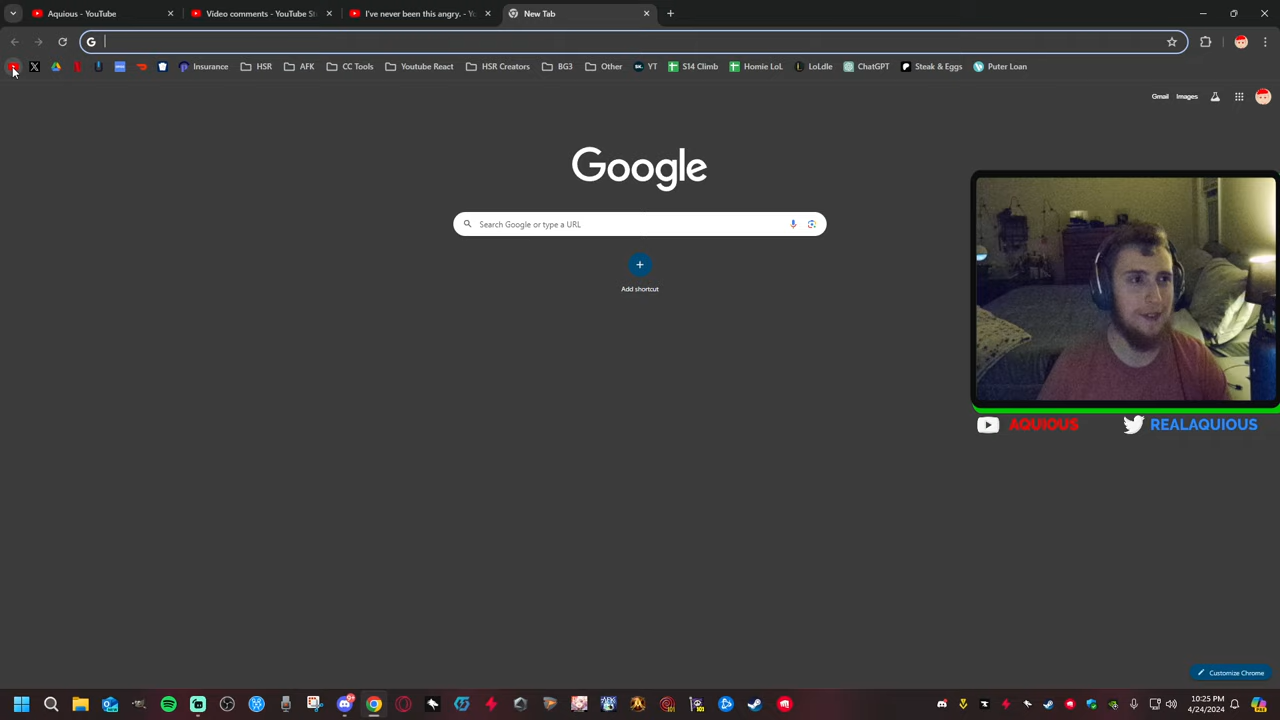 Aquious - YouTube
Video comments - YouTube St
I've never been this angry. - Yo
New Tab
Insurance
HSR
AFK
CC Tools
Youtube React
HSR Creators
BG3
Other
YT
S14 Climb
Homie LoL
LoLdle
ChatGPT
Steak & Eggs
Puter Loan
Gmail
Images
Google
Search Google or type a URL
Add shortcut
AQUIOUS
REALAQUIOUS
Customize Chrome
10:25 PM
4/24/2024